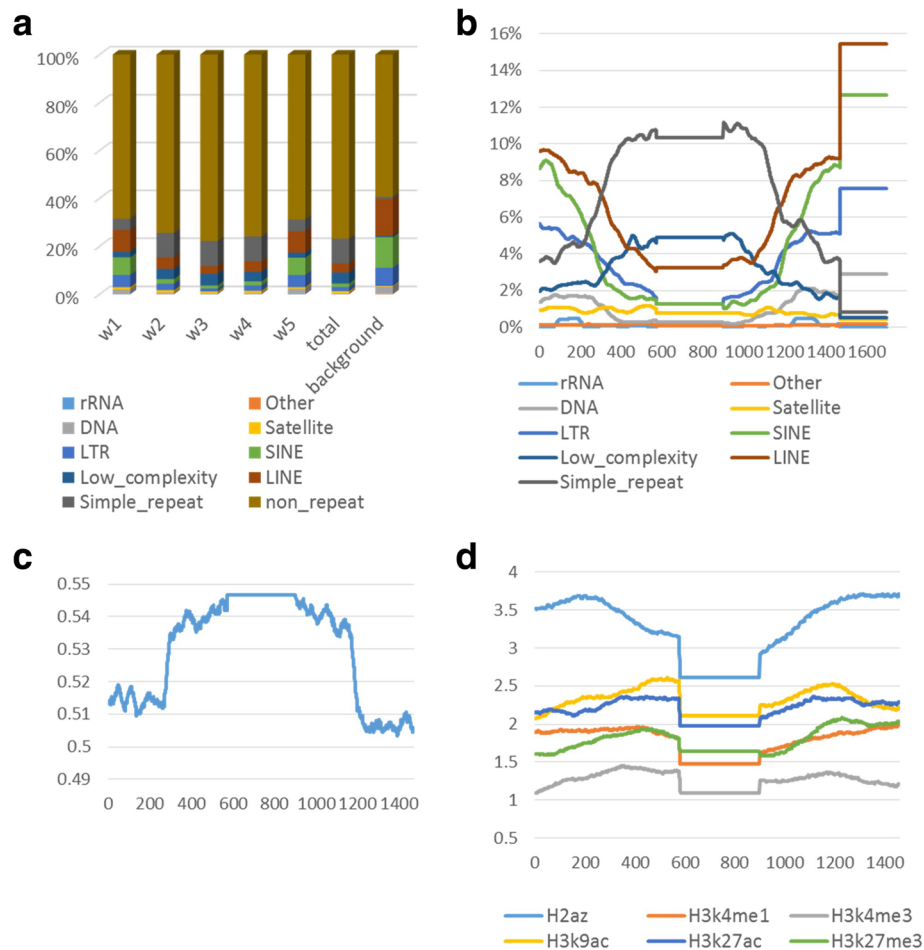 a
100%
80%
60%
40%
20%
0%
w1 w2 w3 w4 w5 total background
rRNA Other
DNA Satellite
LTR SINE
Low_complexity LINE
Simple_repeat non_repeat
b
16%
14%
12%
10%
8%
6%
4%
2%
0%
0 200 400 600 800 1000 1200 1400 1600
rRNA Other
DNA Satellite
LTR SINE
Low_complexity LINE
Simple_repeat
c
0.55
0.54
0.53
0.52
0.51
0.5
0.49
0 200 400 600 800 1000 1200 1400
d
4
3.5
3
2.5
2
1.5
1
0.5
0 200 400 600 800 1000 1200 1400
H2az H3k4me1 H3k4me3
H3k9ac H3k27ac H3k27me3